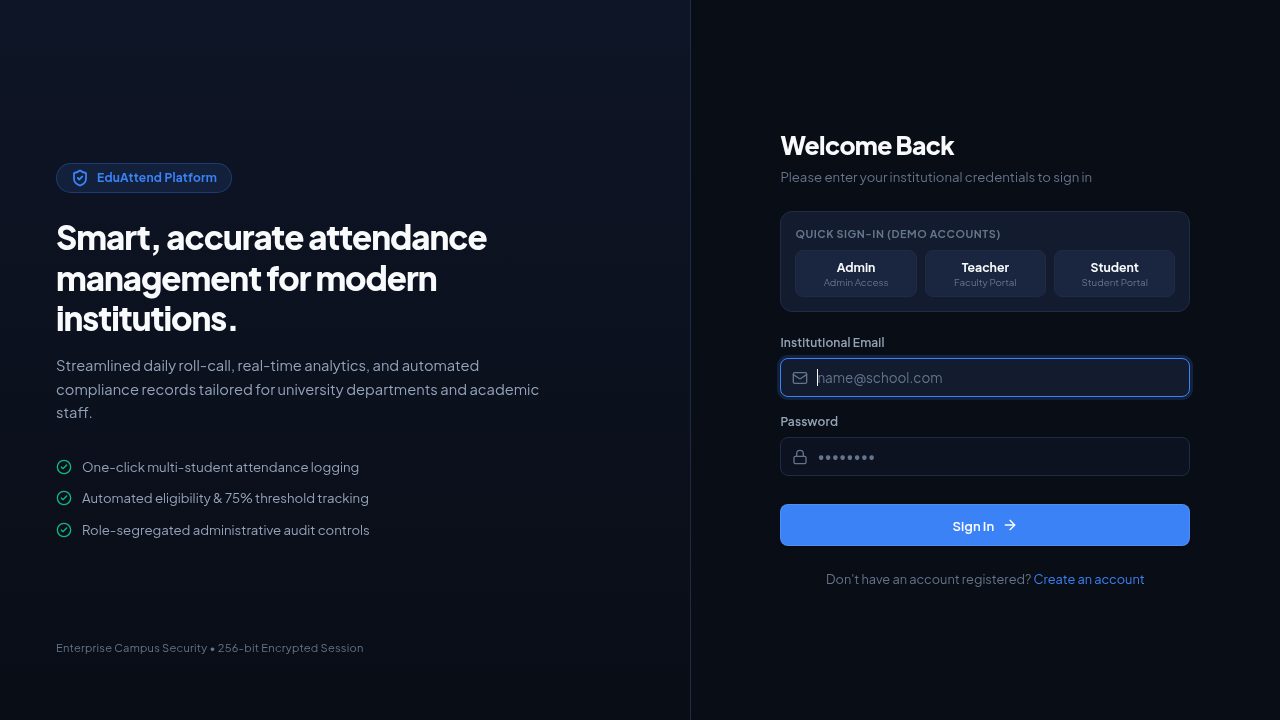 EduAttend Platform
Smart, accurate attendance
management for modern
institutions.
Streamlined daily roll-call, real-time analytics, and automated
compliance records tailored for university departments and academic
staff.
One-click multi-student attendance logging
Automated eligibility & 75% threshold tracking
Role-segregated administrative audit controls
Enterprise Campus Security • 256-bit Encrypted Session
Welcome Back
Please enter your institutional credentials to sign in
QUICK SIGN-IN (DEMO ACCOUNTS)
Admin
Admin Access
Teacher
Faculty Portal
Student
Student Portal
Institutional Email
name@school.com
Password
••••••••
Sign In →
Don't have an account registered? Create an account